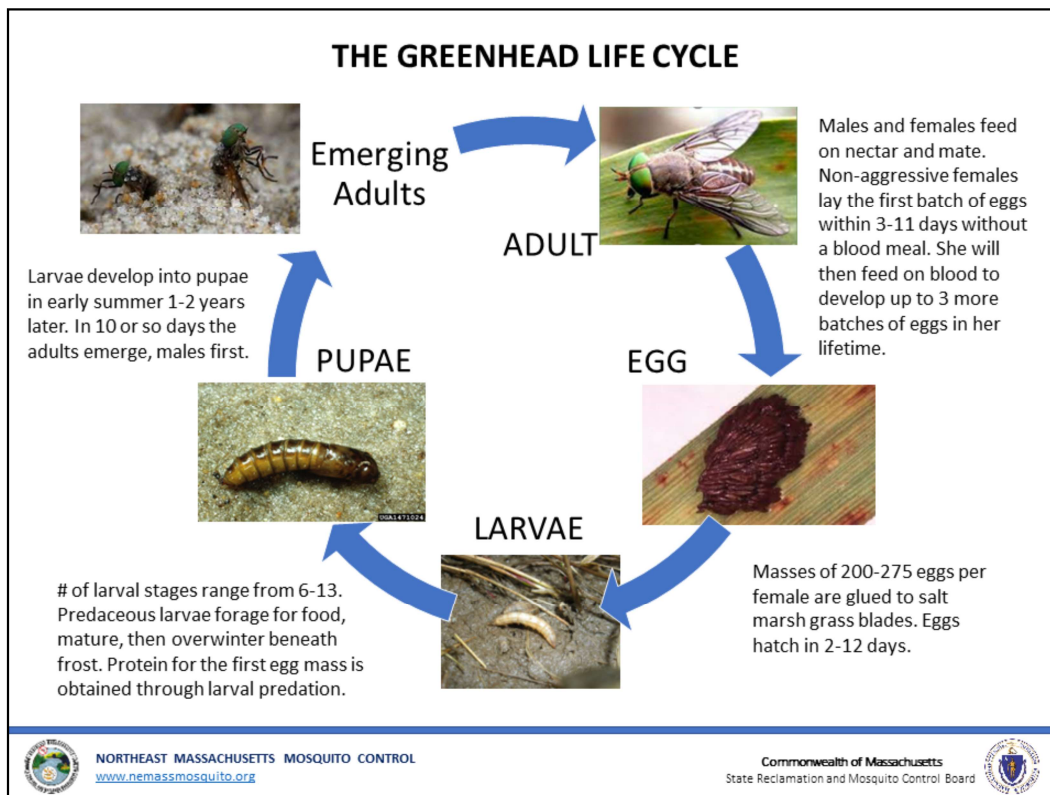 THE GREENHEAD LIFE CYCLE
Emerging
Adults
ADULT
Males and females feed
on nectar and mate.
Non-aggressive females
lay the first batch of eggs
within 3-11 days without
a blood meal. She will
then feed on blood to
develop up to 3 more
batches of eggs in her
lifetime.
Larvae develop into pupae
in early summer 1-2 years
later. In 10 or so days the
adults emerge, males first.
PUPAE
EGG
UGA1471024
LARVAE
# of larval stages range from 6-13.
Predaceous larvae forage for food,
mature, then overwinter beneath
frost. Protein for the first egg mass is
obtained through larval predation.
Masses of 200-275 eggs per
female are glued to salt
marsh grass blades. Eggs
hatch in 2-12 days.
NORTHEAST MASSACHUSETTS MOSQUITO CONTROL
www.nemassmosquito.org
Commonwealth of Massachusetts
State Reclamation and Mosquito Control Board